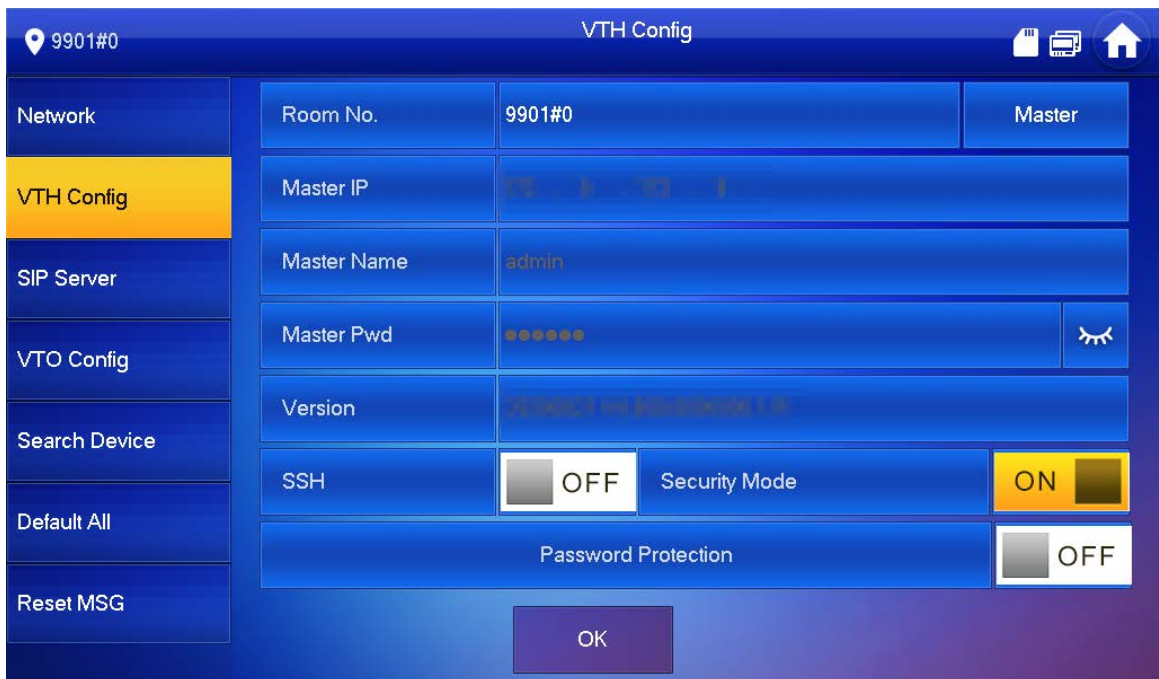 9901#0
VTH Config
Network
VTH Config
SIP Server
VTO Config
Search Device
Default All
Reset MSG
Room No. 9901#0 Master
Master IP
Master Name admin
Master Pwd ●●●●●●
Version
SSH OFF Security Mode ON
Password Protection OFF
OK